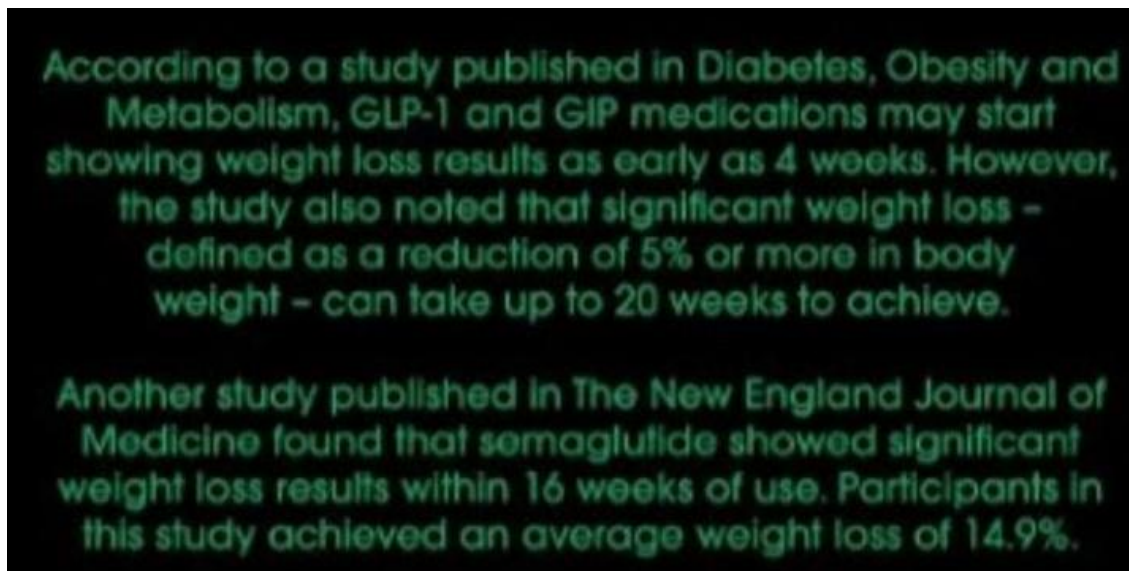 According to a study published in Diabetes, Obesity and
Metabolism, GLP-1 and GIP medications may start
showing weight loss results as early as 4 weeks. However,
the study also noted that significant weight loss –
defined as a reduction of 5% or more in body
weight – can take up to 20 weeks to achieve.
Another study published in The New England Journal of
Medicine found that semaglutide showed significant
weight loss results within 16 weeks of use. Participants in
this study achieved an average weight loss of 14.9%.